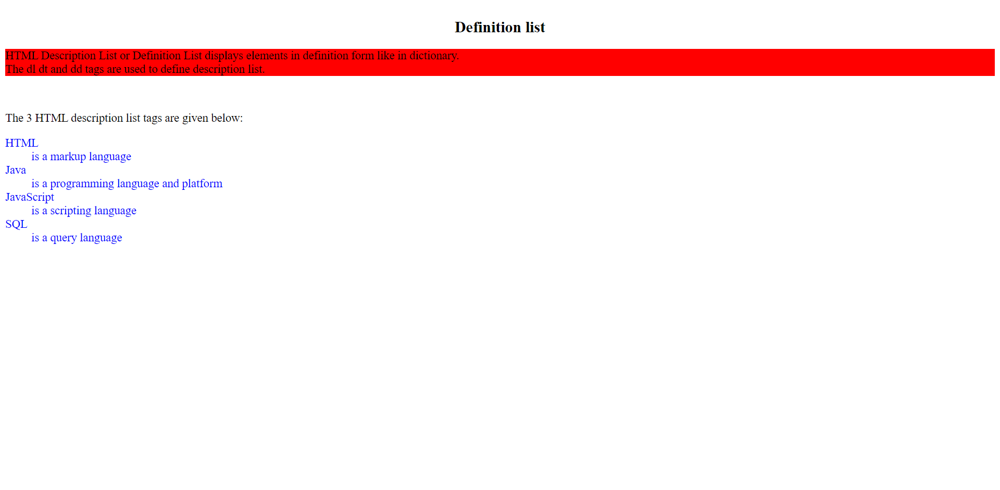 Definition list
HTML Description List or Definition List displays elements in definition form like in dictionary.
The dl dt and dd tags are used to define description list.
The 3 HTML description list tags are given below:
HTML
is a markup language
Java
is a programming language and platform
JavaScript
is a scripting language
SQL
is a query language